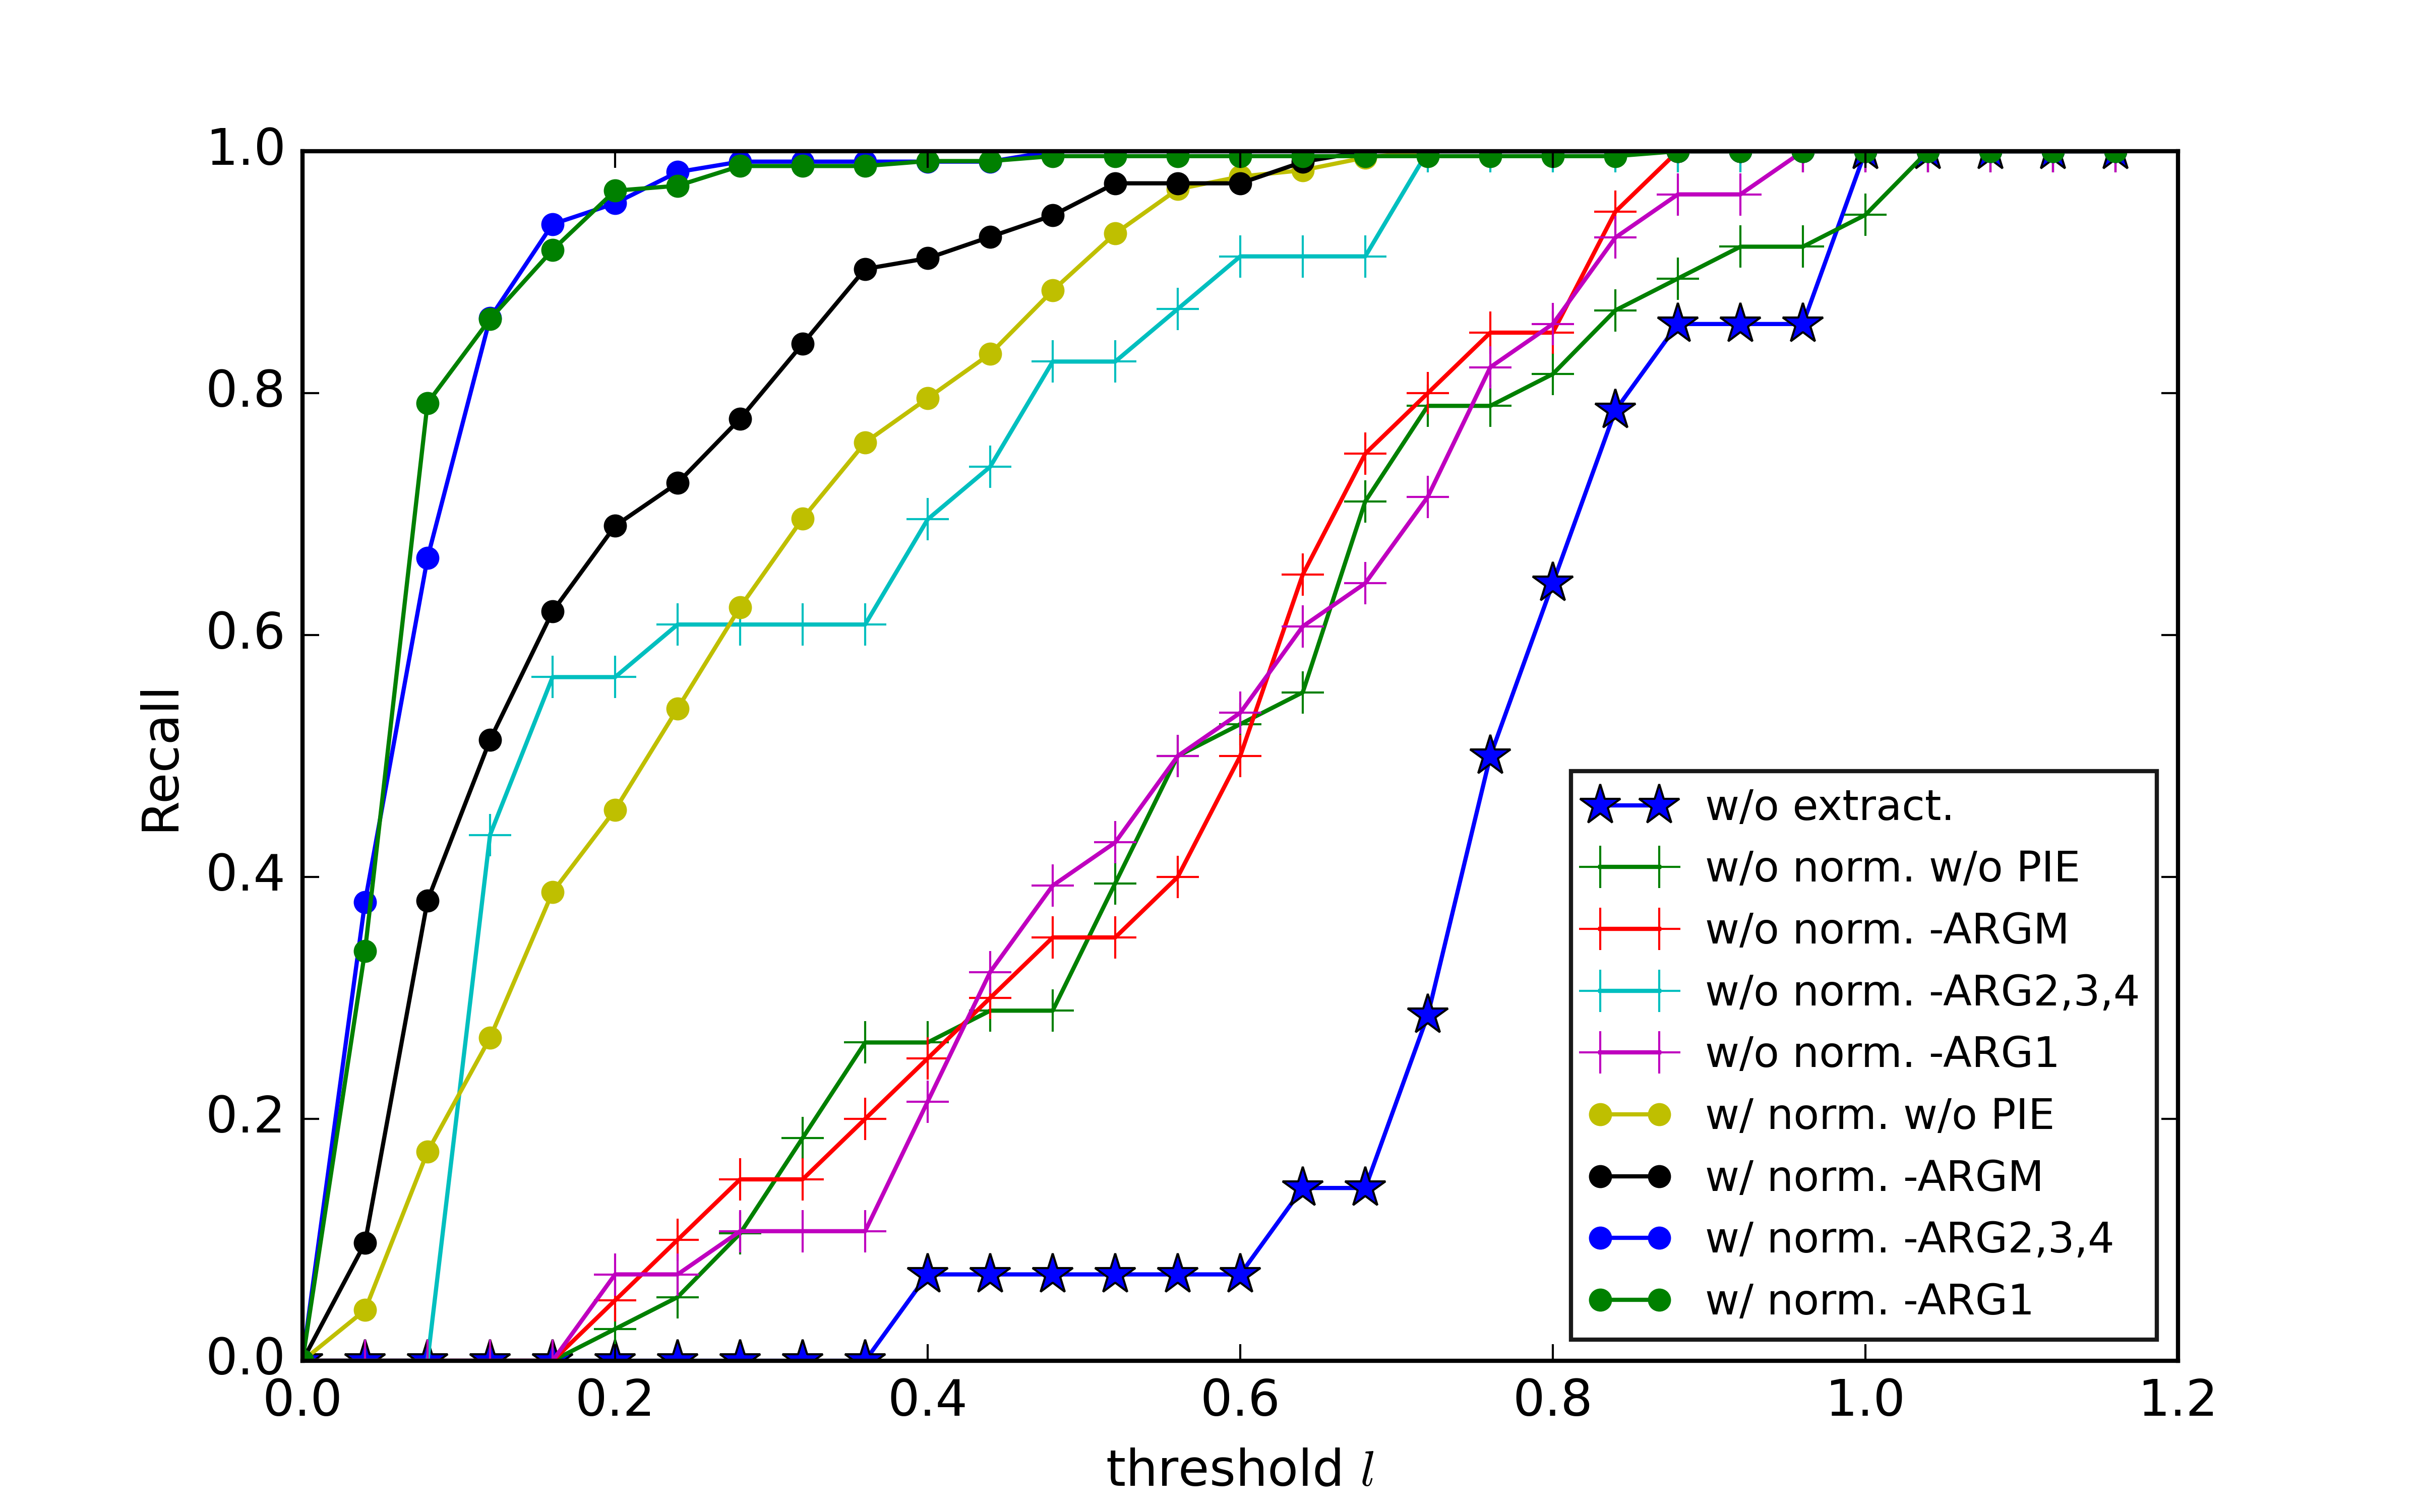 1.0
0.8
0.6
0.4
0.2
0.0
Recall
0.0 0.2 0.4 0.6 0.8 1.0 1.2
threshold l
w/o extract.
w/o norm. w/o PIE
w/o norm. -ARGM
w/o norm. -ARG2,3,4
w/o norm. -ARG1
w/ norm. w/o PIE
w/ norm. -ARGM
w/ norm. -ARG2,3,4
w/ norm. -ARG1